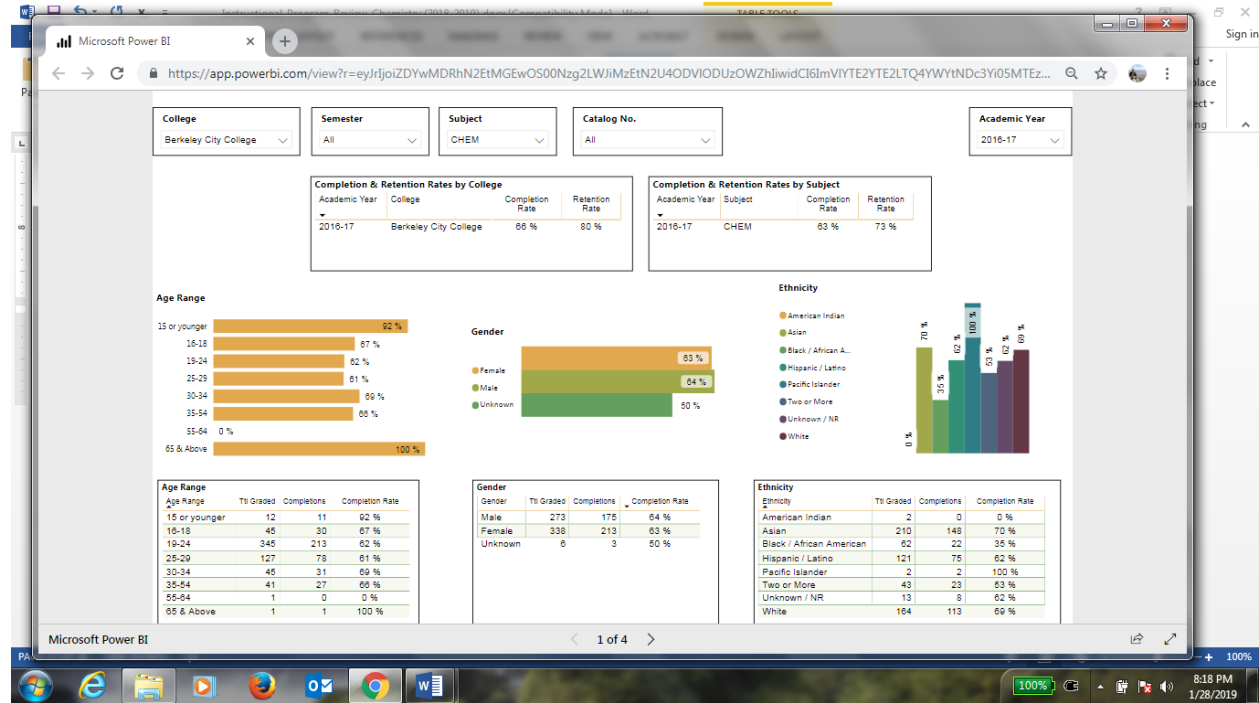 Instructional Program Review-Chemistry (2018-2019).docx [Compatibility Mode] - Word
TABLE TOOLS
Sign in
Microsoft Power BI
https://app.powerbi.com/view?r=
College
Semester
Subject
Catalog No.
Academic Year
Berkeley City College
All
CHEM
All
2016-17
Completion & Retention Rates by College
Completion & Retention Rates by Subject
Academic Year College Completion Rate Retention Rate
Academic Year Subject Completion Rate Retention Rate
2016-17 Berkeley City College 66 % 80 %
2016-17 CHEM 63 % 73 %
Age Range
15 or younger 92 %
16-18 67 %
19-24 62 %
25-29 61 %
30-34 69 %
35-54 66 %
55-64 0 %
65 & Above 100 %
Gender
Female 63 %
Male 64 %
Unknown 50 %
Ethnicity
American Indian
Asian
Black / African A...
Hispanic / Latino
Pacific Islander
Two or More
Unknown / NR
White
0 % 70 % 35 % 62 % 100 % 53 % 62 % 69 %
Age Range
Age Range Ttl Graded Completions Completion Rate
15 or younger 12 11 92 %
16-18 45 30 67 %
19-24 345 213 62 %
25-29 127 78 61 %
30-34 45 31 69 %
35-54 41 27 66 %
55-64 1 0 0 %
65 & Above 1 1 100 %
Gender
Gender Ttl Graded Completions Completion Rate
Male 273 175 64 %
Female 338 213 63 %
Unknown 6 3 50 %
Ethnicity
Ethnicity Ttl Graded Completions Completion Rate
American Indian 2 0 0 %
Asian 210 148 70 %
Black / African American 62 22 35 %
Hispanic / Latino 121 75 62 %
Pacific Islander 2 2 100 %
Two or More 43 23 53 %
Unknown / NR 13 8 62 %
White 164 113 69 %
Microsoft Power BI
1 of 4
100%
100%
8:18 PM
1/28/2019